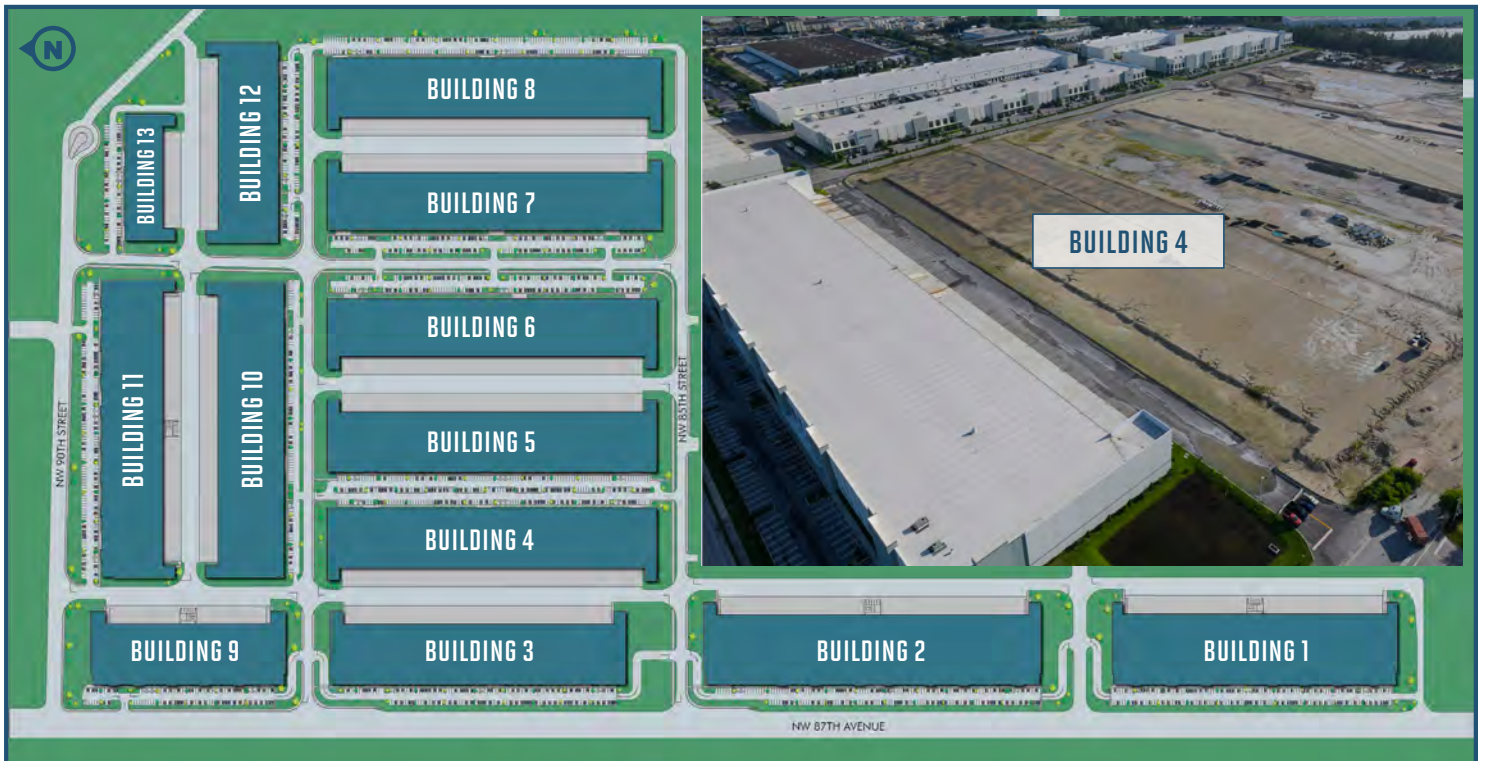 N
BUILDING 8
BUILDING 12
BUILDING 13
BUILDING 7
BUILDING 4
BUILDING 6
BUILDING 11
BUILDING 10
NW 90TH STREET
NW 85TH STREET
BUILDING 5
BUILDING 4
BUILDING 9
BUILDING 3
BUILDING 2
BUILDING 1
NW 87TH AVENUE